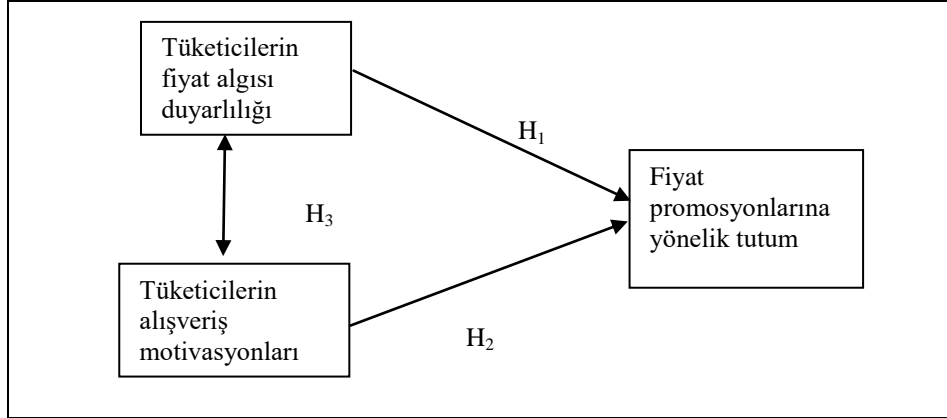 Tüketicilerin
fiyat algısı
duyarlılığı
H₁
Fiyat
promosyonlarına
yönelik tutum
H₃
Tüketicilerin
alışveriş
motivasyonları
H₂